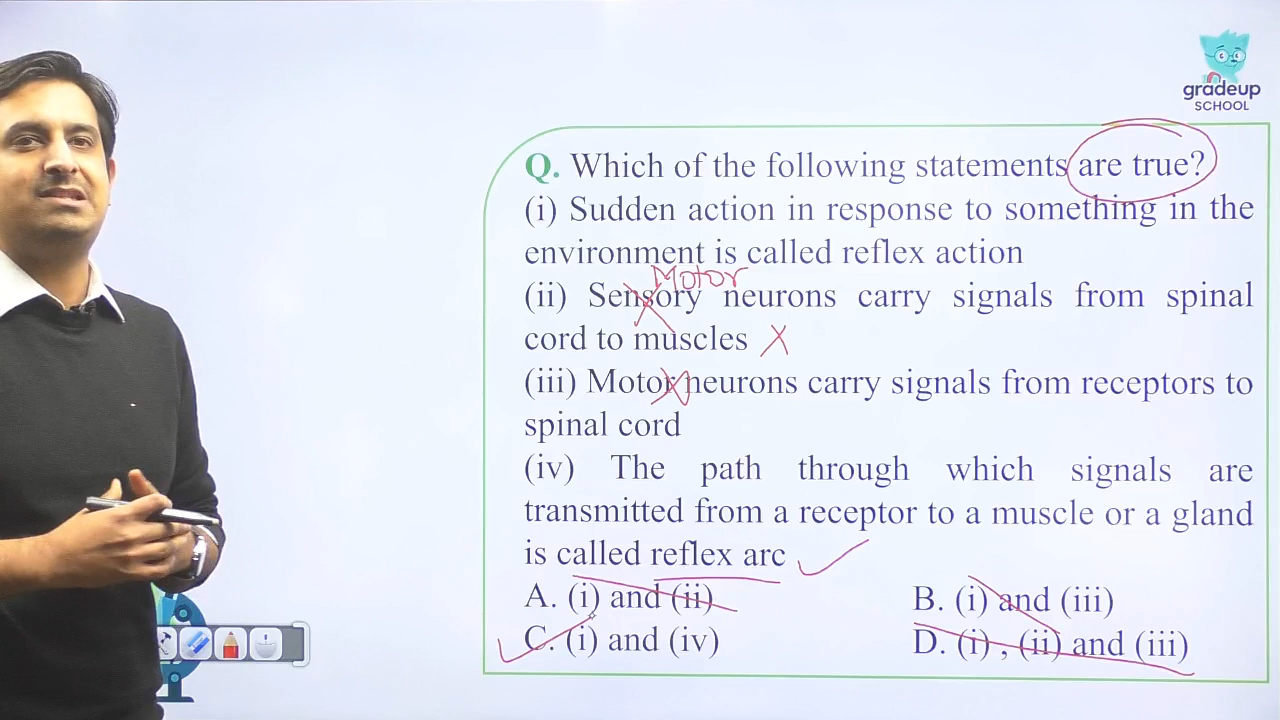 gradeup
SCHOOL
Q. Which of the following statements are true?
(i) Sudden action in response to something in the
environment is called reflex action
Motor
(ii) Sensory neurons carry signals from spinal
cord to muscles X
(iii) Motor neurons carry signals from receptors to
spinal cord
(iv) The path through which signals are
transmitted from a receptor to a muscle or a gland
is called reflex arc
A. (i) and (ii) B. (i) and (iii)
C. (i) and (iv) D. (i) , (ii) and (iii)